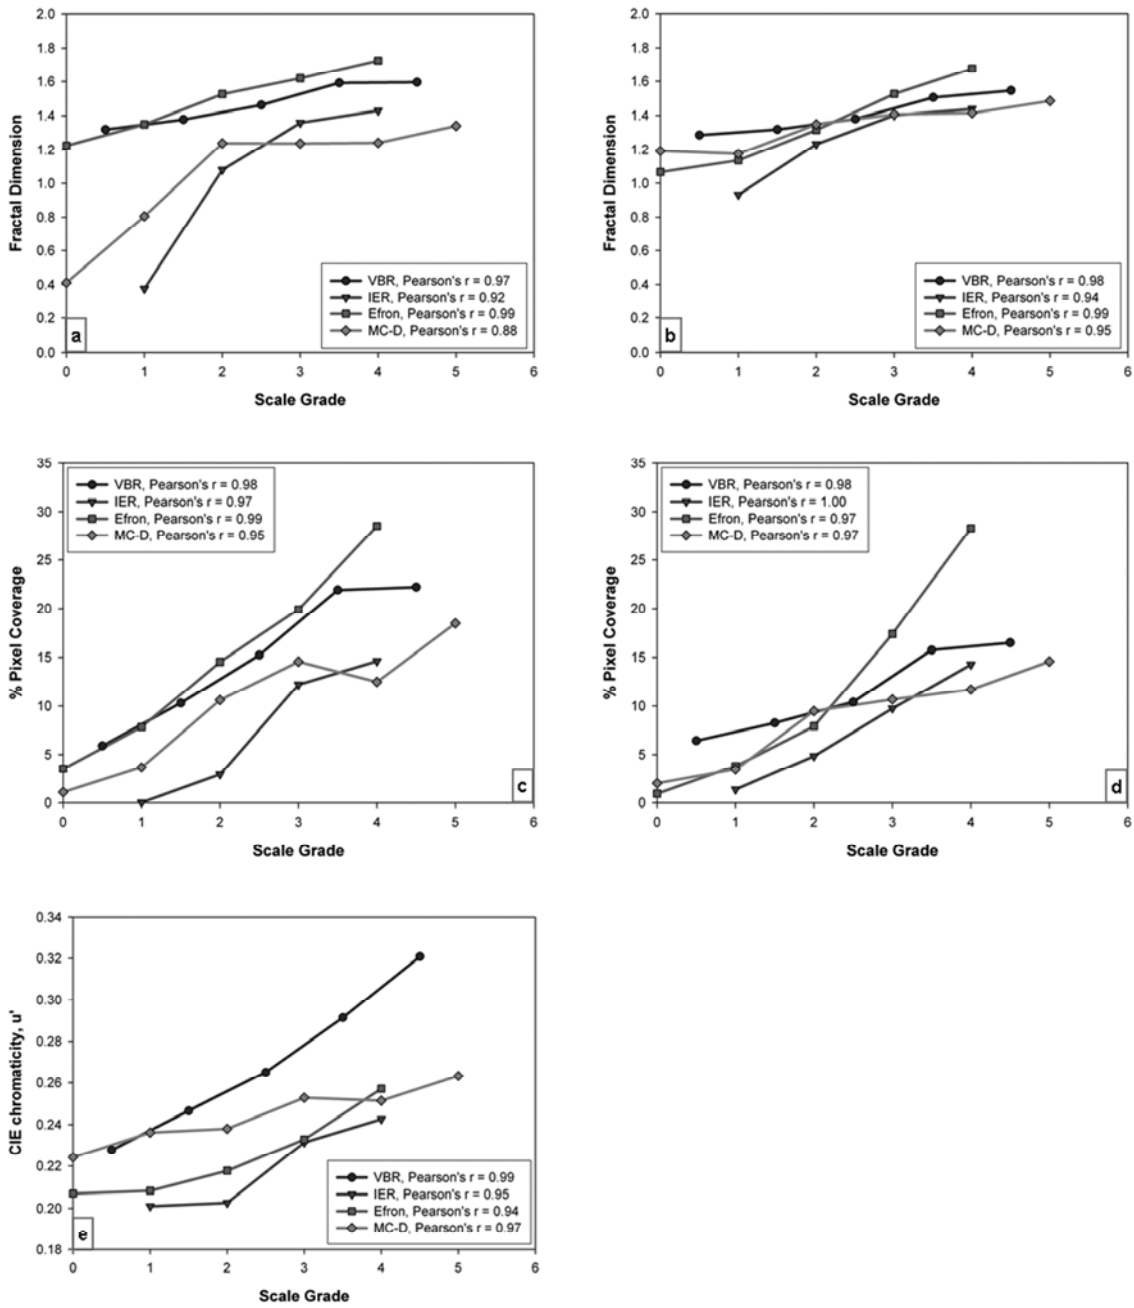 2.0
1.8
1.6
1.4
1.2
1.0
0.8
0.6
0.4
0.2
0.0
Fractal Dimension
VBR, Pearson's r = 0.97
IER, Pearson's r = 0.92
Efron, Pearson's r = 0.99
MC-D, Pearson's r = 0.88
a
0 1 2 3 4 5 6
Scale Grade
2.0
1.8
1.6
1.4
1.2
1.0
0.8
0.6
0.4
0.2
0.0
Fractal Dimension
VBR, Pearson's r = 0.98
IER, Pearson's r = 0.94
Efron, Pearson's r = 0.99
MC-D, Pearson's r = 0.95
b
0 1 2 3 4 5 6
Scale Grade
35
30
25
20
15
10
5
0
% Pixel Coverage
VBR, Pearson's r = 0.98
IER, Pearson's r = 0.97
Efron, Pearson's r = 0.99
MC-D, Pearson's r = 0.95
c
0 1 2 3 4 5 6
Scale Grade
35
30
25
20
15
10
5
0
% Pixel Coverage
VBR, Pearson's r = 0.98
IER, Pearson's r = 1.00
Efron, Pearson's r = 0.97
MC-D, Pearson's r = 0.97
d
0 1 2 3 4 5 6
Scale Grade
0.34
0.32
0.30
0.28
0.26
0.24
0.22
0.20
0.18
CIE chromaticity, u'
VBR, Pearson's r = 0.99
IER, Pearson's r = 0.95
Efron, Pearson's r = 0.94
MC-D, Pearson's r = 0.97
e
0 1 2 3 4 5 6
Scale Grade